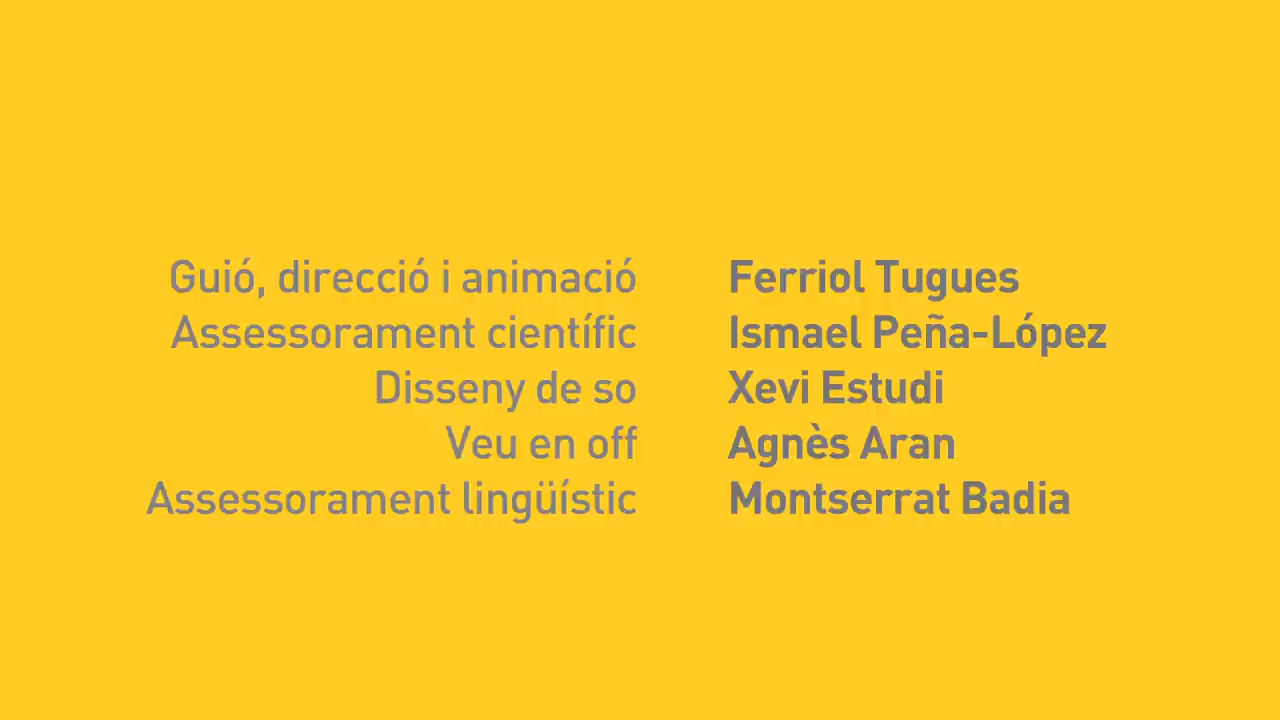 Guió, direcció i animació Ferriol Tugues
Assessorament científic Ismael Peña-López
Disseny de so Xevi Estudi
Veu en off Agnès Aran
Assessorament lingüístic Montserrat Badia